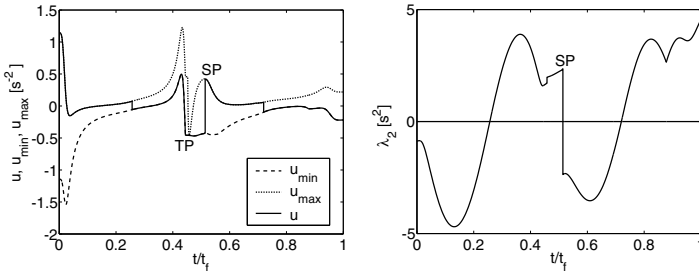 u, u_min, u_max [s^-2]
1.5
1
0.5
0
-0.5
-1
-1.5
-2
0
0.2
0.4
0.6
0.8
1
t/t_f
SP
TP
u_min
u_max
u
λ_2 [s^2]
5
0
-5
0
0.2
0.4
0.6
0.8
1
t/t_f
SP